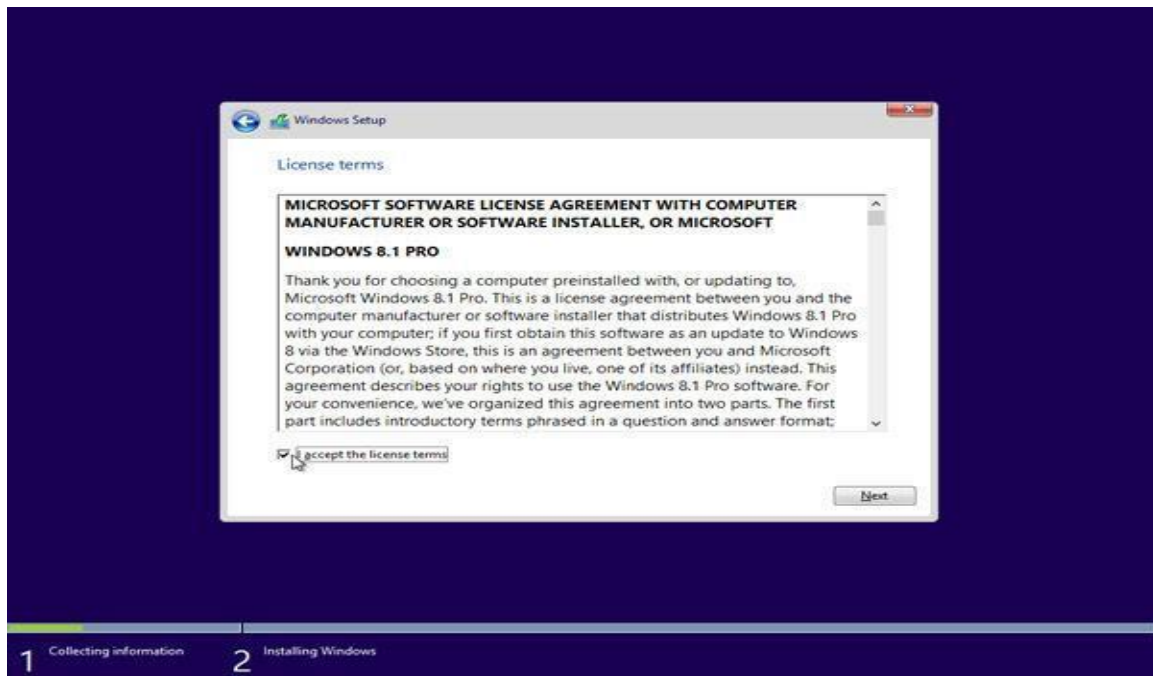 Windows Setup
License terms
MICROSOFT SOFTWARE LICENSE AGREEMENT WITH COMPUTER
MANUFACTURER OR SOFTWARE INSTALLER, OR MICROSOFT
WINDOWS 8.1 PRO
Thank you for choosing a computer preinstalled with, or updating to,
Microsoft Windows 8.1 Pro. This is a license agreement between you and the
computer manufacturer or software installer that distributes Windows 8.1 Pro
with your computer; if you first obtain this software as an update to Windows
8 via the Windows Store, this is an agreement between you and Microsoft
Corporation (or, based on where you live, one of its affiliates) instead. This
agreement describes your rights to use the Windows 8.1 Pro software. For
your convenience, we've organized this agreement into two parts. The first
part includes introductory terms phrased in a question and answer format;
I accept the license terms
Next
1 Collecting information
2 Installing Windows